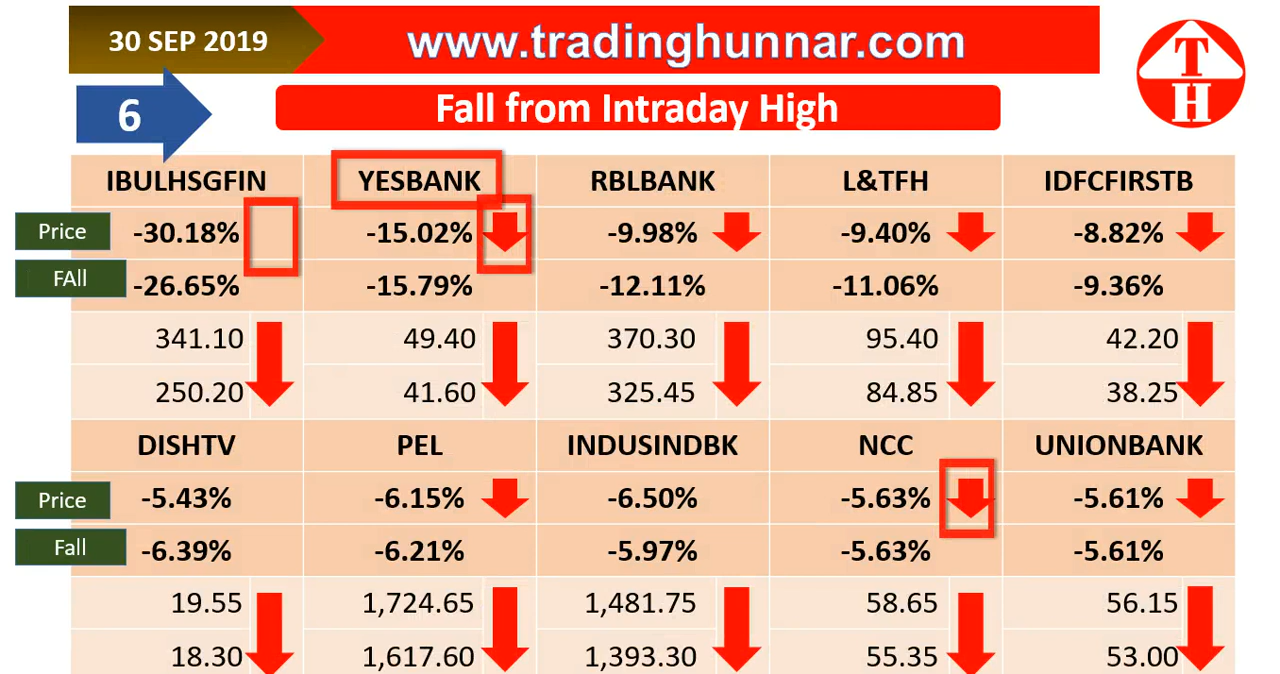 30 SEP 2019
www.tradinghunnar.com
T
H
6
Fall from Intraday High
IBULHSGFIN YESBANK RBLBANK L&TFH IDFCFIRSTB
Price -30.18% -15.02% -9.98% -9.40% -8.82%
FAll -26.65% -15.79% -12.11% -11.06% -9.36%
341.10 49.40 370.30 95.40 42.20
250.20 41.60 325.45 84.85 38.25
DISHTV PEL INDUSINDBK NCC UNIONBANK
Price -5.43% -6.15% -6.50% -5.63% -5.61%
Fall -6.39% -6.21% -5.97% -5.63% -5.61%
19.55 1,724.65 1,481.75 58.65 56.15
18.30 1,617.60 1,393.30 55.35 53.00